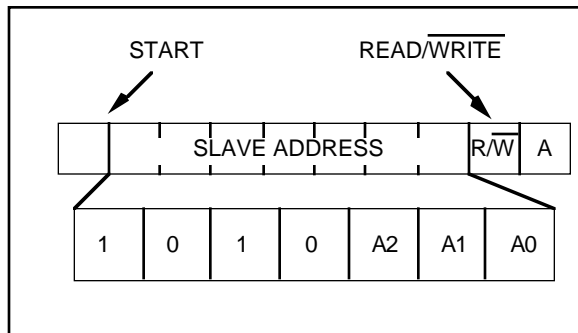 START READ/WRITE
SLAVE ADDRESS R/W A
1 0 1 0 A2 A1 A0